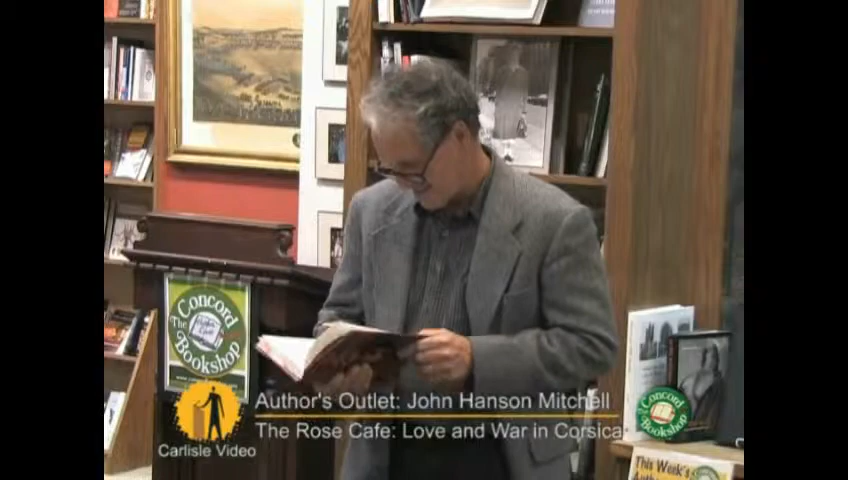 The Concord
Bookshop
Author's Outlet: John Hanson Mitchell
The Rose Cafe: Love and War in Corsica
Carlisle Video
Concord
Bookshop
This Week's